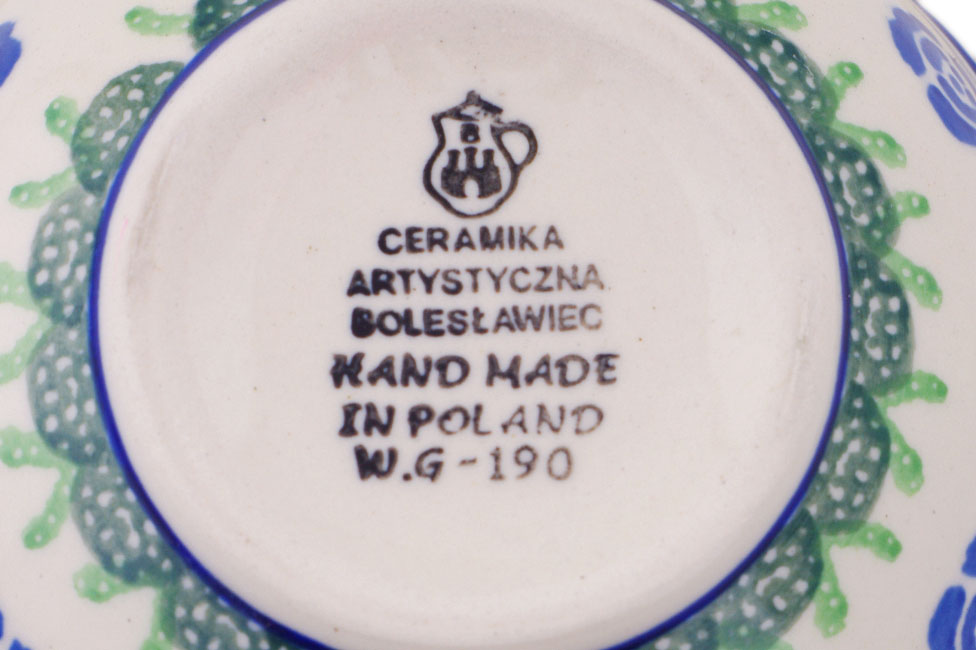 CERAMIKA
ARTYSTYCZNA
BOLESŁAWIEC
HAND MADE
IN POLAND
W.G-190